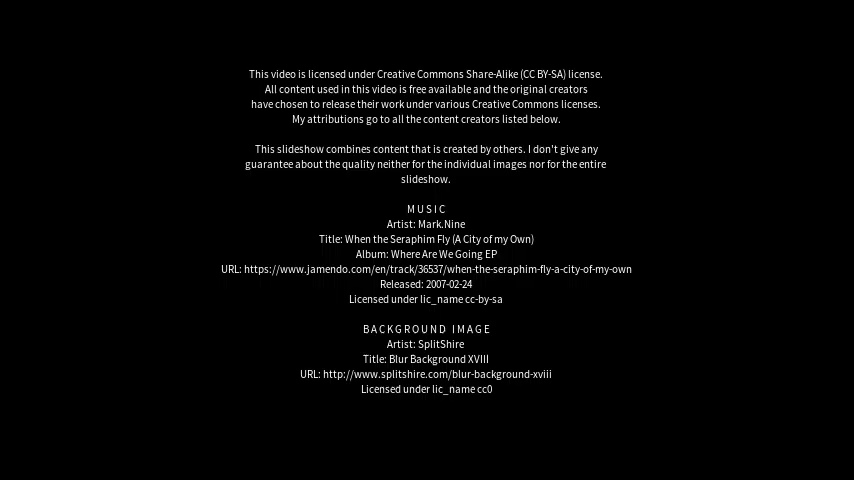 This video is licensed under Creative Commons Share-Alike (CC BY-SA) license.
All content used in this video is free available and the original creators
have chosen to release their work under various Creative Commons licenses.
My attributions go to all the content creators listed below.
This slideshow combines content that is created by others. I don't give any
guarantee about the quality neither for the individual images nor for the entire
slideshow.
MUSIC
Artist: Mark.Nine
Title: When the Seraphim Fly (A City of my Own)
Album: Where Are We Going EP
URL: https://www.jamendo.com/en/track/36537/when-the-seraphim-fly-a-city-of-my-own
Released: 2007-02-24
Licensed under lic_name cc-by-sa
BACKGROUND IMAGE
Artist: SplitShire
Title: Blur Background XVIII
URL: http://www.splitshire.com/blur-background-xviii
Licensed under lic_name cc0